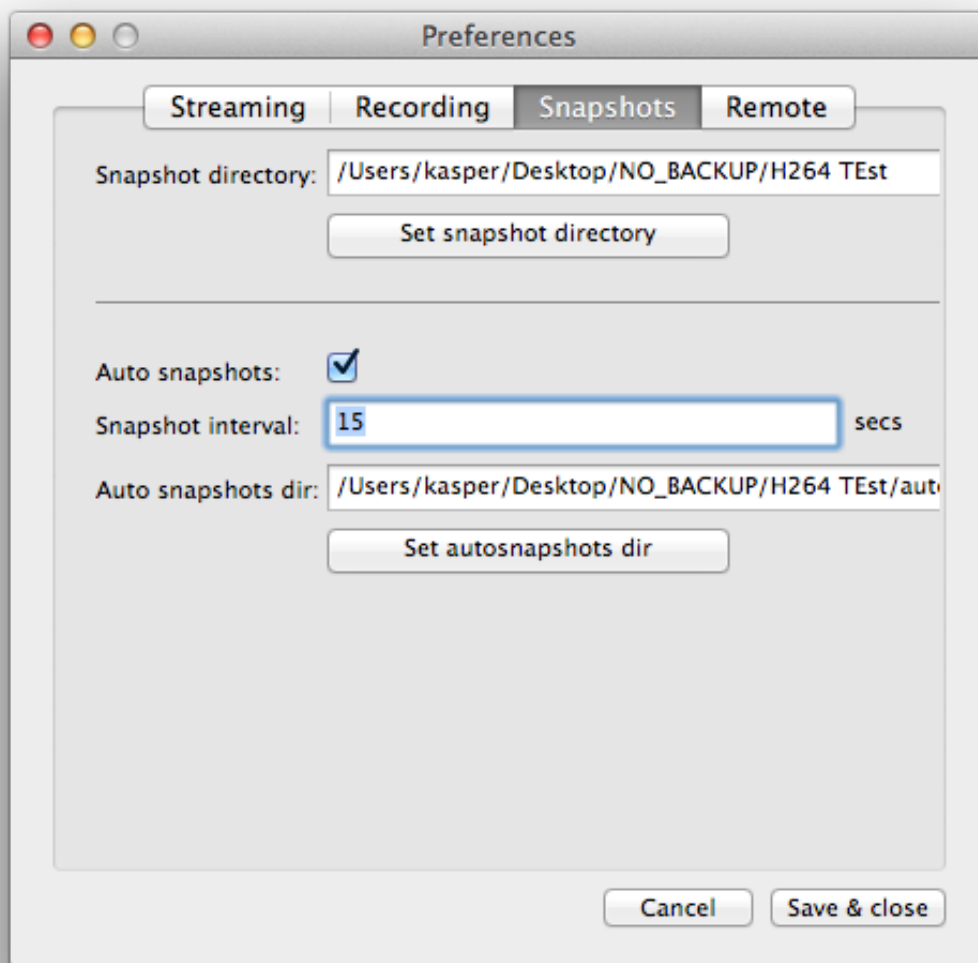 Preferences
Streaming Recording Snapshots Remote
Snapshot directory: /Users/kasper/Desktop/NO_BACKUP/H264 TEst
Set snapshot directory
Auto snapshots:
Snapshot interval: 15 secs
Auto snapshots dir: /Users/kasper/Desktop/NO_BACKUP/H264 TEst/aut
Set autosnapshots dir
Cancel Save & close